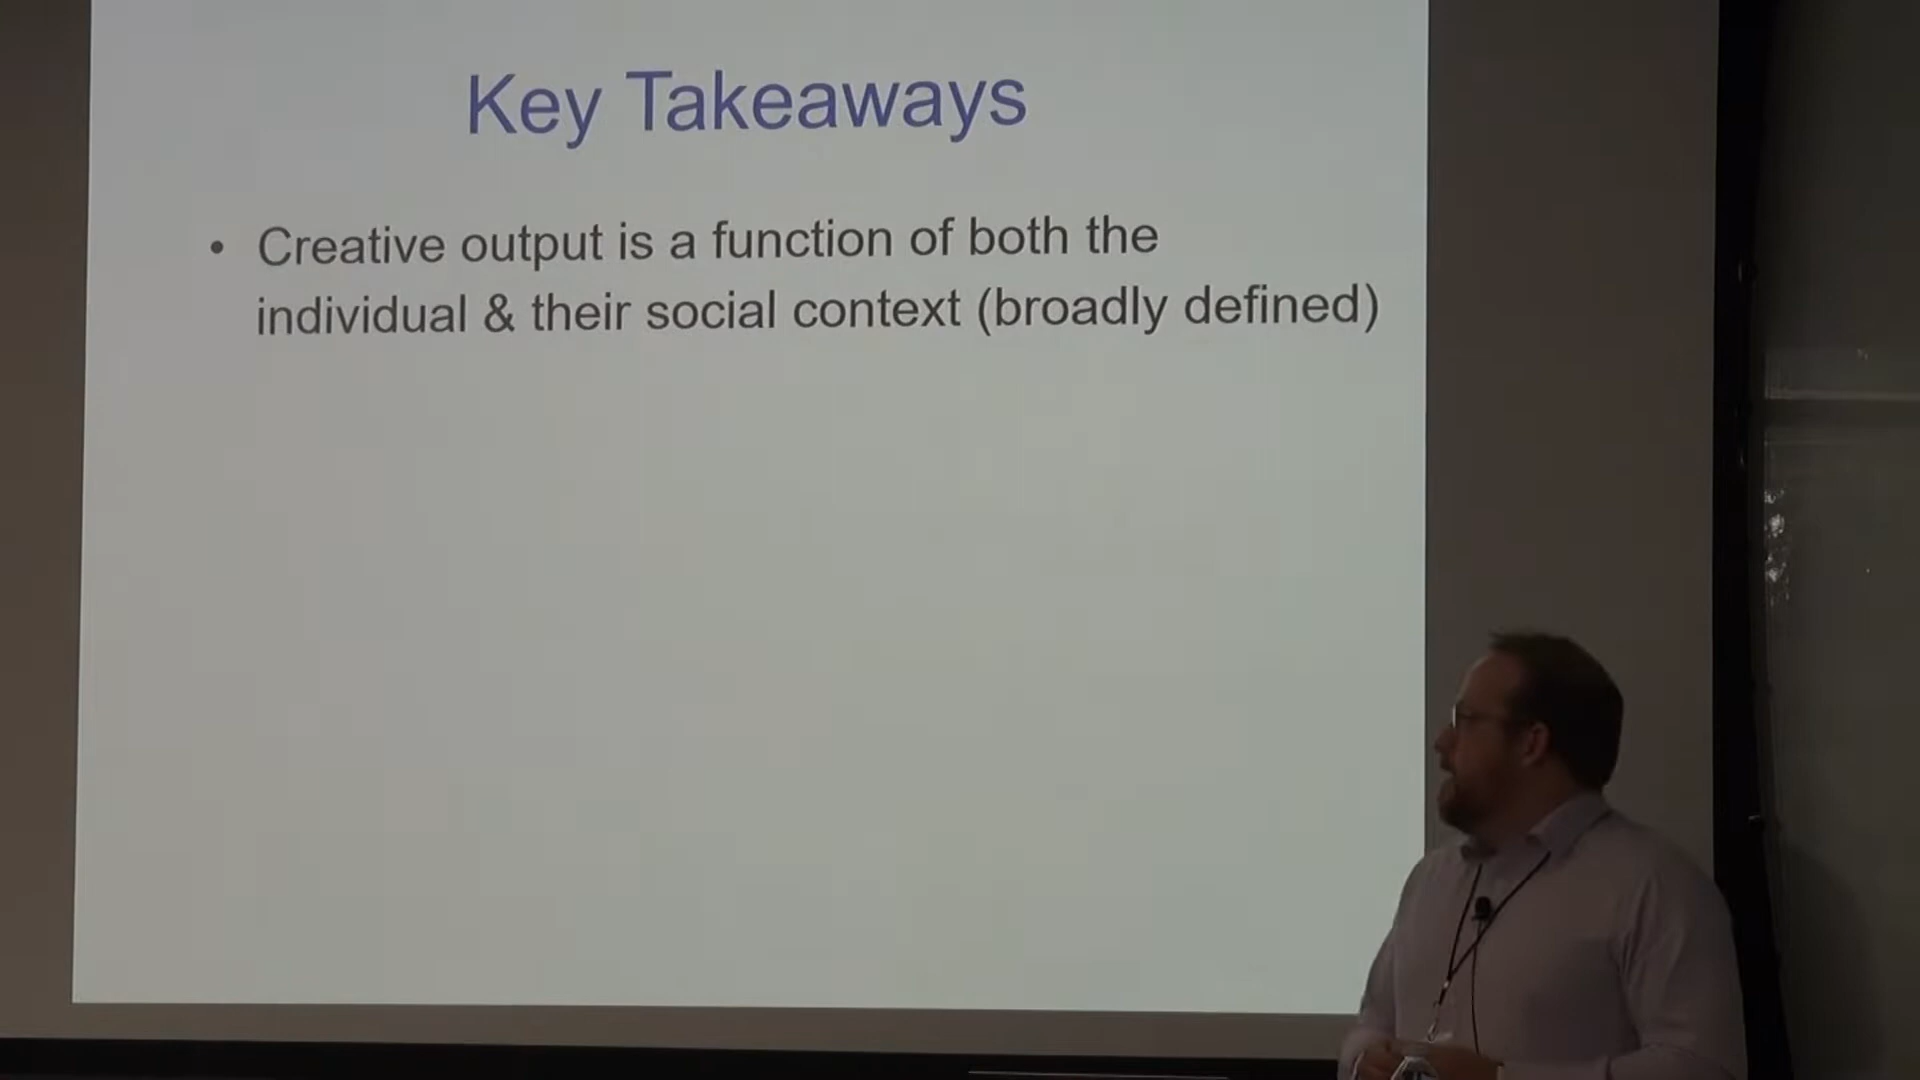 Key Takeaways
• Creative output is a function of both the
individual & their social context (broadly defined)